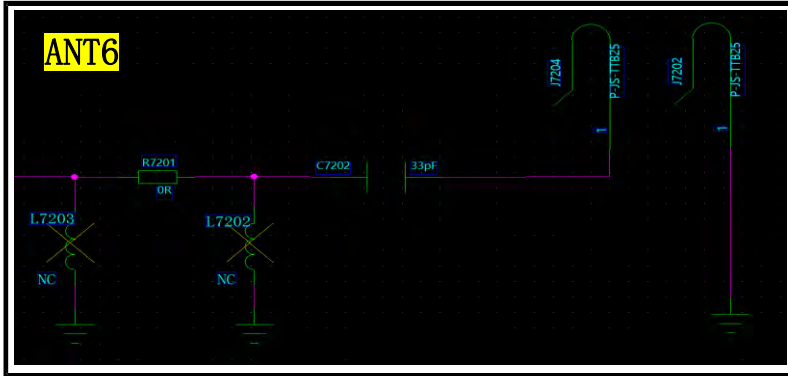 ANT6
J7204
P-JS-TTB25
1
J7202
P-JS-TTB25
1
R7201
0R
C7202
33pF
L7203
NC
L7202
NC